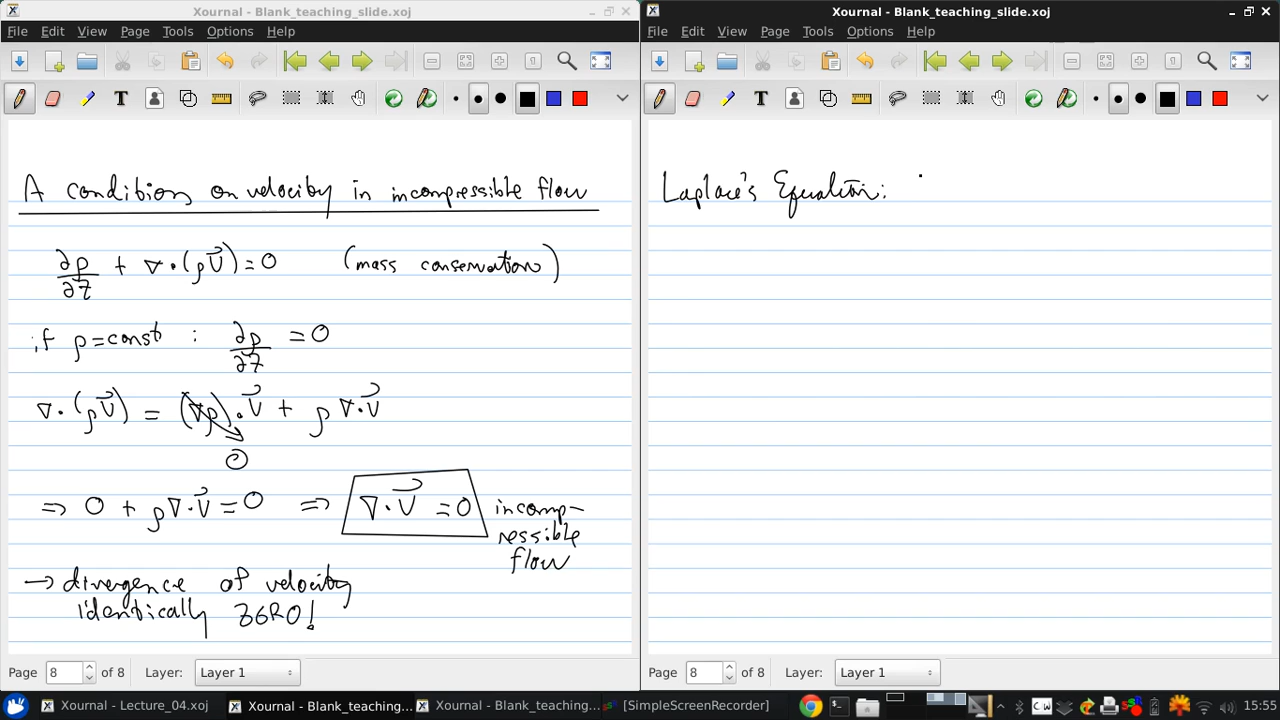 Xournal - Blank_teaching_slide.xoj
File Edit View Page Tools Options Help
A condition on velocity in incompressible flow
∂ρ/∂t + ∇·(ρV⃗) = 0 (mass conservation)
if ρ=const : ∂ρ/∂t = 0
∇·(ρV⃗) = (∇ρ)·V⃗ + ρ∇·V⃗
0
⇒ 0 + ρ∇·V⃗ = 0 ⇒ ∇·V⃗ = 0 incomp-
ressible
flow
→ divergence of velocity
identically ZERO!
Page 8 of 8 Layer: Layer 1
Xournal - Blank_teaching_slide.xoj
File Edit View Page Tools Options Help
Laplace's Equation:
Page 8 of 8 Layer: Layer 1
Xournal - Lecture_04.xoj Xournal - Blank_teaching... Xournal - Blank_teaching... [SimpleScreenRecorder] 15:55